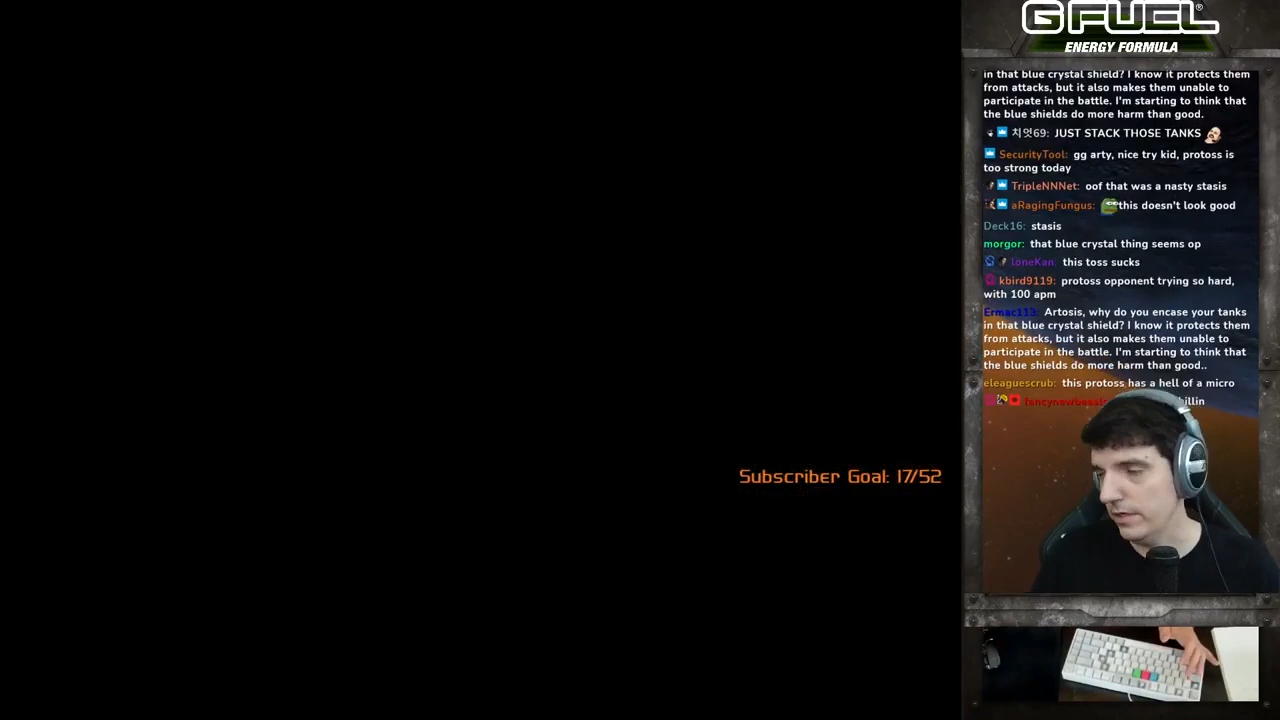 GFUEL®
ENERGY FORMULA
in that blue crystal shield? I know it protects them
from attacks, but it also makes them unable to
participate in the battle. I'm starting to think that
the blue shields do more harm than good.
치엇69: JUST STACK THOSE TANKS
SecurityTool: gg arty, nice try kid, protoss is
too strong today
TripleNNNet: oof that was a nasty stasis
aRagingFungus: this doesn't look good
Deck16: stasis
morgor: that blue crystal thing seems op
loneKan: this toss sucks
kbird9119: protoss opponent trying so hard,
with 100 apm
Ermac113: Artosis, why do you encase your tanks
in that blue crystal shield? I know it protects them
from attacks, but it also makes them unable to
participate in the battle. I'm starting to think that
the blue shields do more harm than good..
eleaguescrub: this protoss has a hell of a micro
Subscriber Goal: 17/52